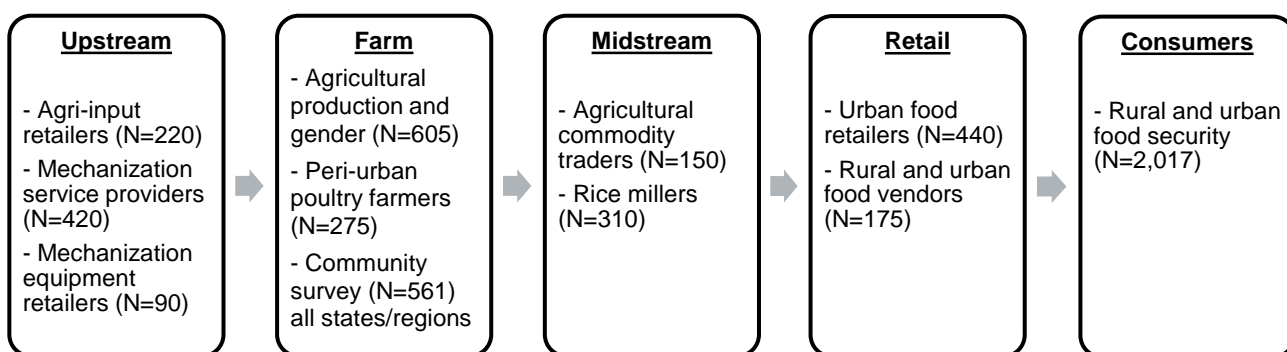 Upstream
- Agri-input
retailers (N=220)
- Mechanization
service providers
(N=420)
- Mechanization
equipment
retailers (N=90)
Farm
- Agricultural
production and
gender (N=605)
- Peri-urban
poultry farmers
(N=275)
- Community
survey (N=561)
all states/regions
Midstream
- Agricultural
commodity
traders (N=150)
- Rice millers
(N=310)
Retail
- Urban food
retailers (N=440)
- Rural and urban
food vendors
(N=175)
Consumers
- Rural and urban
food security
(N=2,017)